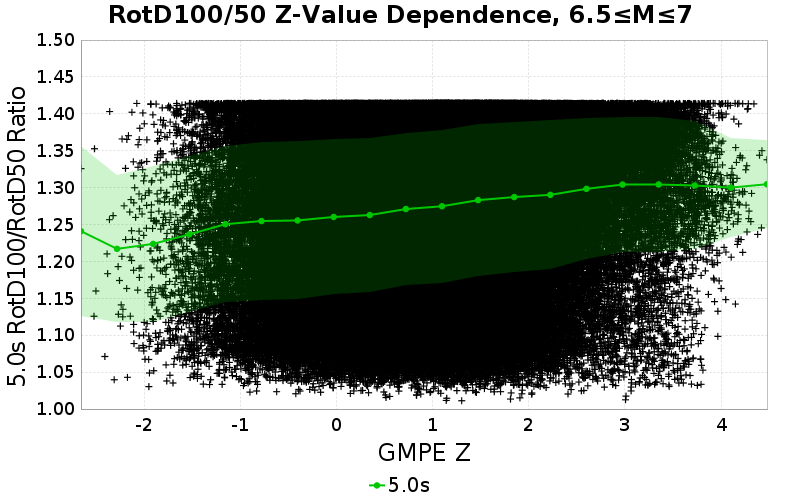 RotD100/50 Z-Value Dependence, 6.5≤M≤7
5.0s RotD100/RotD50 Ratio
1.50
1.45
1.40
1.35
1.30
1.25
1.20
1.15
1.10
1.05
1.00
-2 -1 0 1 2 3 4
GMPE Z
5.0s